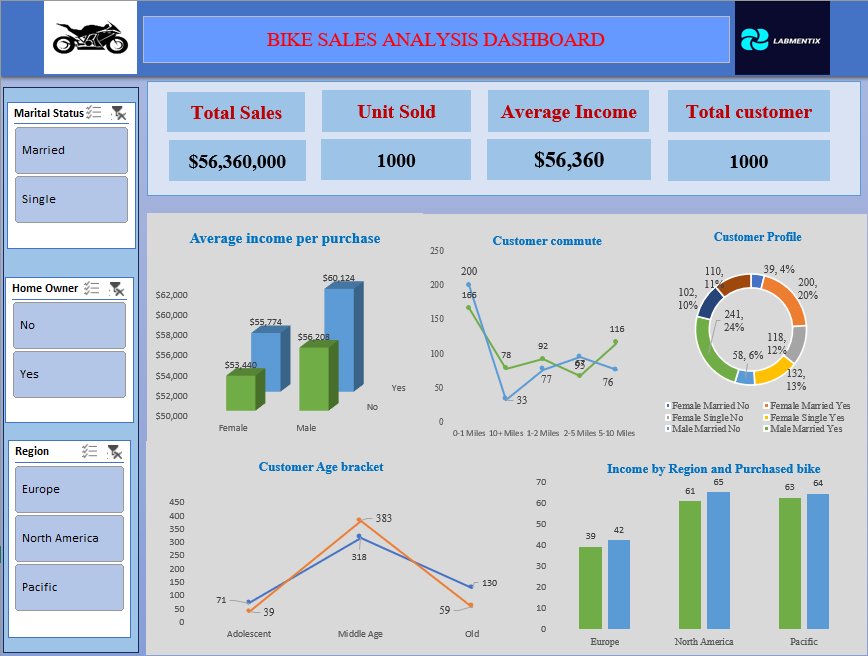 BIKE SALES ANALYSIS DASHBOARD
LABMENTIX
Marital Status
Married
Single
Home Owner
No
Yes
Region
Europe
North America
Pacific
Total Sales
Unit Sold
Average Income
Total customer
$56,360,000
1000
$56,360
1000
Average income per purchase
$62,000
$60,000
$58,000
$56,000
$54,000
$52,000
$50,000
$53,440
$55,774
$56,208
$60,124
Female
Male
No
Yes
Customer commute
250
200
150
100
50
0
200
166
78
33
92
77
93
67
116
76
0-1 Miles 10+ Miles 1-2 Miles 2-5 Miles 5-10 Miles
Customer Profile
39, 4%
200,
20%
118,
12%
132,
13%
58, 6%
241,
24%
102,
10%
110,
11%
Female Married No
Female Married Yes
Female Single No
Female Single Yes
Male Married No
Male Married Yes
Customer Age bracket
450
400
350
300
250
200
150
100
50
0
71
39
383
318
130
59
Adolescent
Middle Age
Old
Income by Region and Purchased bike
70
60
50
40
30
20
10
0
39
42
61
65
63
64
Europe
North America
Pacific